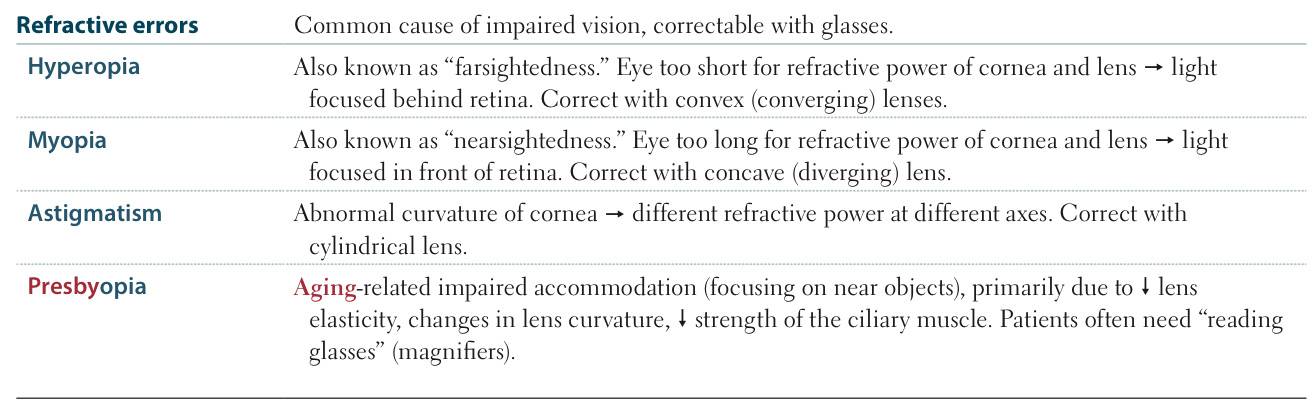 Refractive errors Common cause of impaired vision, correctable with glasses.
Hyperopia Also known as “farsightedness.” Eye too short for refractive power of cornea and lens → light
focused behind retina. Correct with convex (converging) lenses.
Myopia Also known as “nearsightedness.” Eye too long for refractive power of cornea and lens → light
focused in front of retina. Correct with concave (diverging) lens.
Astigmatism Abnormal curvature of cornea → different refractive power at different axes. Correct with
cylindrical lens.
Presbyopia Aging-related impaired accommodation (focusing on near objects), primarily due to ↓ lens
elasticity, changes in lens curvature, ↓ strength of the ciliary muscle. Patients often need “reading
glasses” (magnifiers).